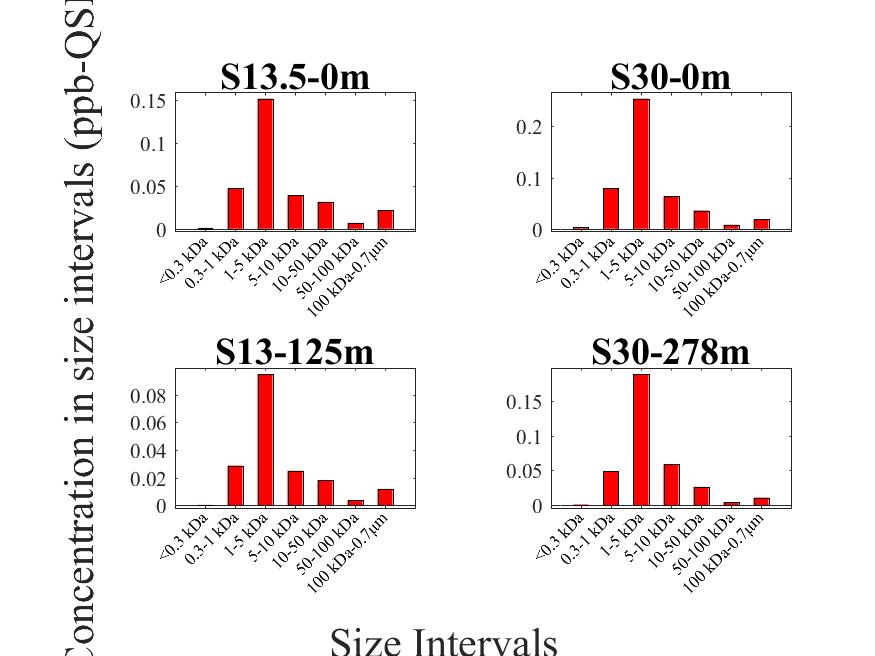 Concentration in size intervals (ppb-QS
S13.5-0m
0.15
0.1
0.05
0
<0.3 kDa
0.3-1 kDa
1-5 kDa
5-10 kDa
10-50 kDa
50-100 kDa
100 kDa-0.7μm
S30-0m
0.2
0.1
0
<0.3 kDa
0.3-1 kDa
1-5 kDa
5-10 kDa
10-50 kDa
50-100 kDa
100 kDa-0.7μm
S13-125m
0.08
0.06
0.04
0.02
0
<0.3 kDa
0.3-1 kDa
1-5 kDa
5-10 kDa
10-50 kDa
50-100 kDa
100 kDa-0.7μm
S30-278m
0.15
0.1
0.05
0
<0.3 kDa
0.3-1 kDa
1-5 kDa
5-10 kDa
10-50 kDa
50-100 kDa
100 kDa-0.7μm
Size Intervals